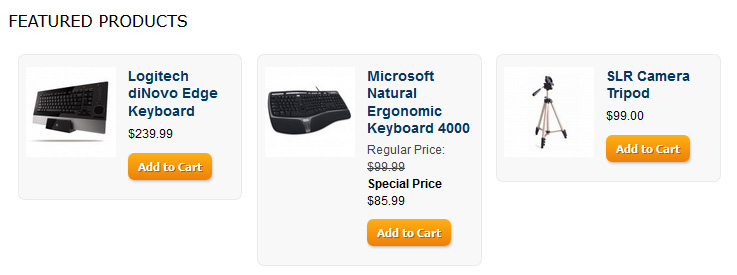 FEATURED PRODUCTS
Logitech
diNovo Edge
Keyboard
$239.99
Add to Cart
Microsoft
Natural
Ergonomic
Keyboard 4000
Regular Price:
$99.99
Special Price
$85.99
Add to Cart
SLR Camera
Tripod
$99.00
Add to Cart